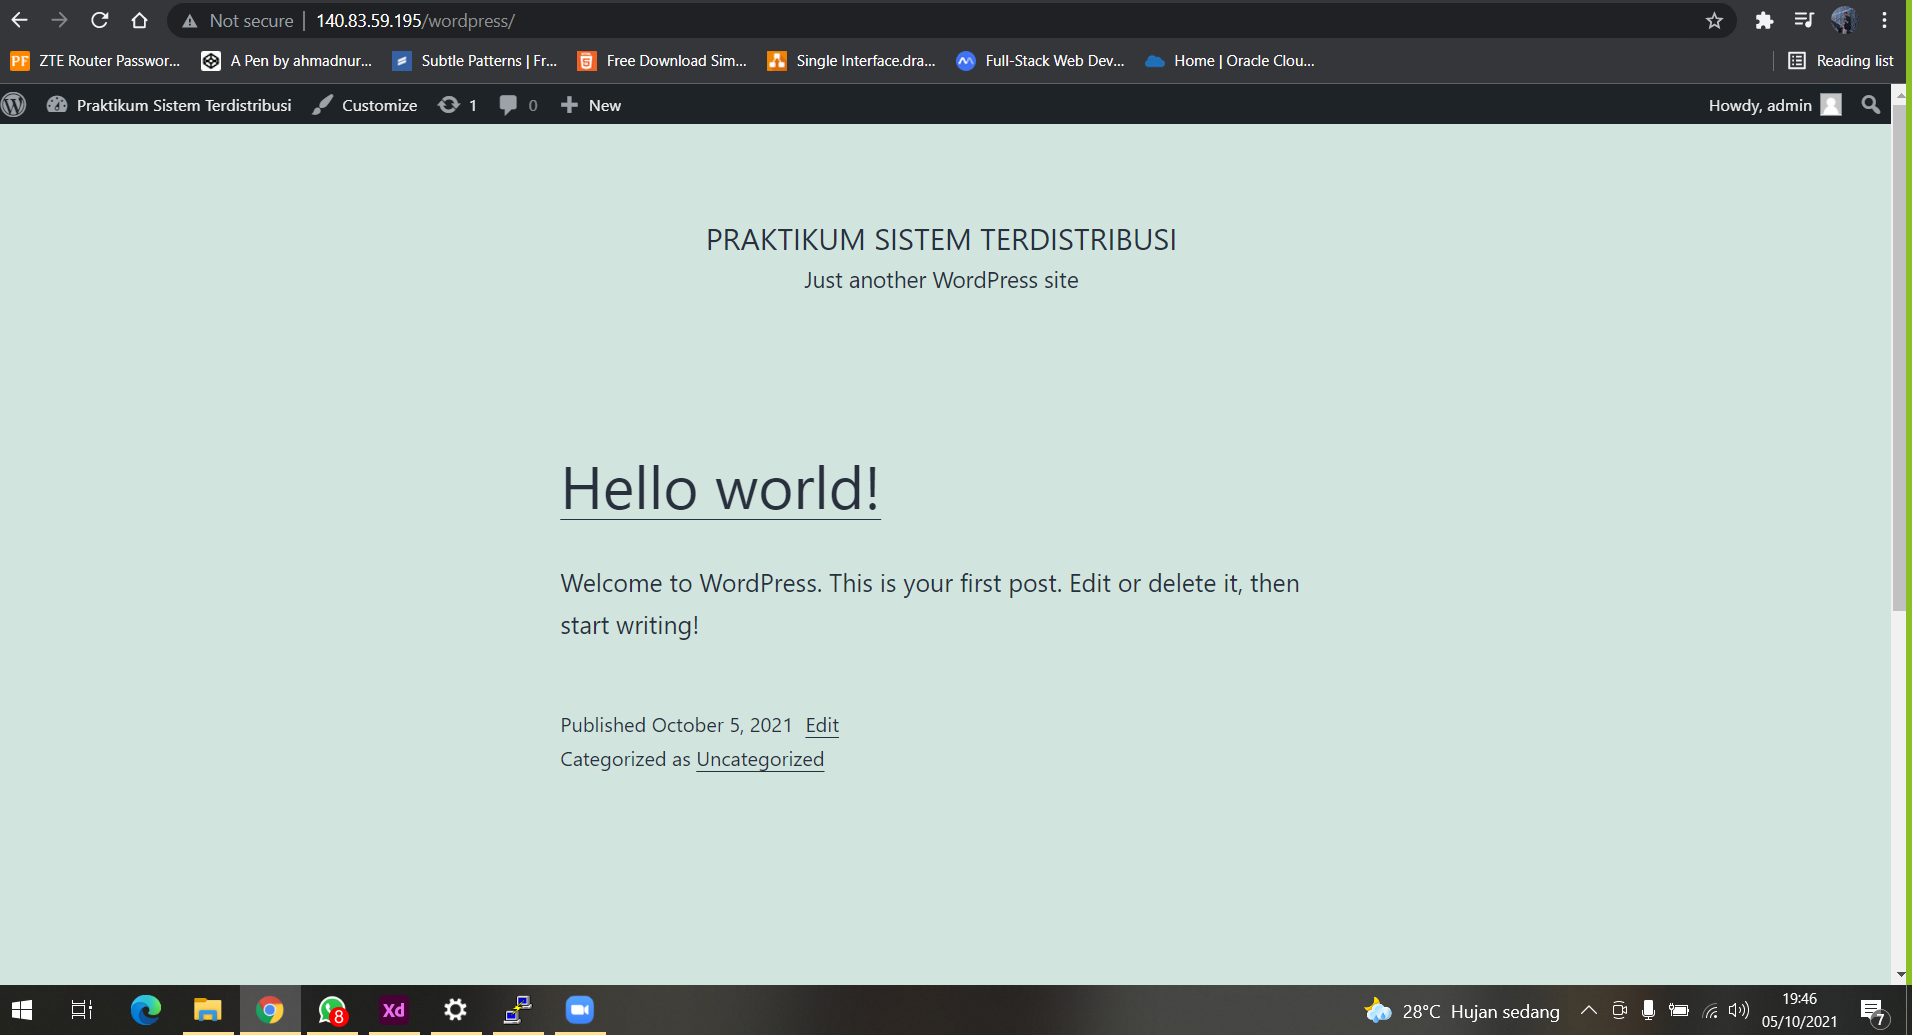 Not secure | 140.83.59.195/wordpress/
PF ZTE Router Passwor... A Pen by ahmadnur... Subtle Patterns | Fr... Free Download Sim... Single Interface.dra... Full-Stack Web Dev... Home | Oracle Clou... Reading list
Praktikum Sistem Terdistribusi Customize 1 0 New Howdy, admin
PRAKTIKUM SISTEM TERDISTRIBUSI
Just another WordPress site
Hello world!
Welcome to WordPress. This is your first post. Edit or delete it, then
start writing!
Published October 5, 2021 Edit
Categorized as Uncategorized
8 Xd 28°C Hujan sedang 19:46
05/10/2021 7